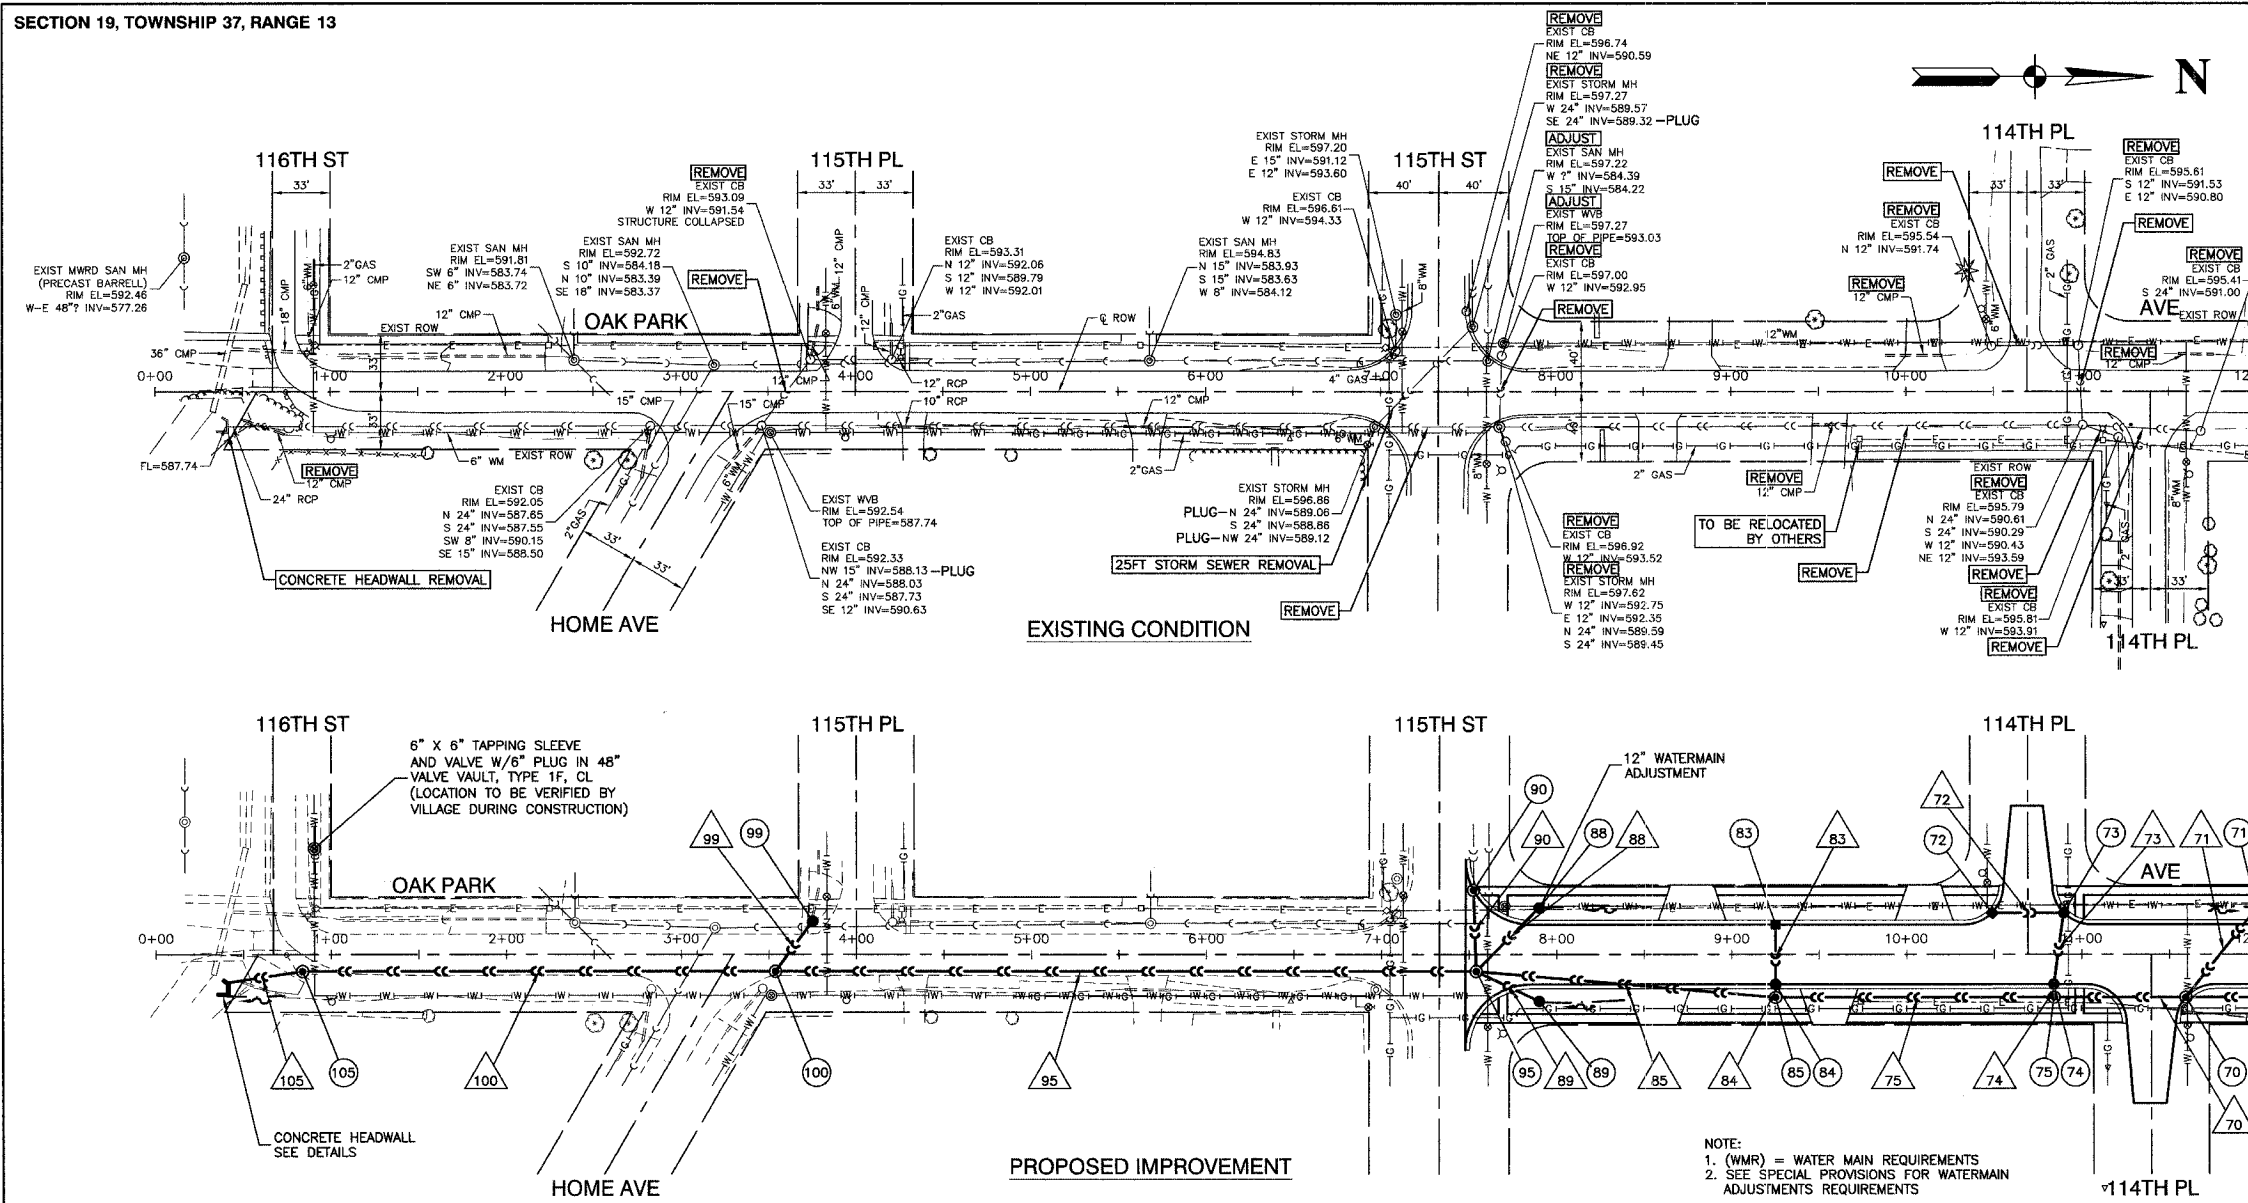 SECTION 19, TOWNSHIP 37, RANGE 13
N
116TH ST
33'
115TH PL
33'
33'
115TH ST
40'
40'
114TH PL
33'
33'
EXIST MWRD SAN MH
(PRECAST BARRELL)
RIM EL=592.46
W-E 48"? INV=577.26
2"GAS
12" CMP
6"WM
18" CMP
36" CMP
EXIST SAN MH
RIM EL=591.81
SW 6" INV=583.74
NE 6" INV=583.72
EXIST SAN MH
RIM EL=592.72
S 10" INV=584.18
N 10" INV=583.39
SE 18" INV=583.37
REMOVE
EXIST CB
RIM EL=593.09
W 12" INV=591.54
STRUCTURE COLLAPSED
REMOVE
12" CMP
6"WM
12" CMP
EXIST CB
RIM EL=593.31
N 12" INV=592.06
S 12" INV=589.79
W 12" INV=592.01
2"GAS
EXIST SAN MH
RIM EL=594.83
N 15" INV=583.93
S 15" INV=583.63
W 8" INV=584.12
EXIST STORM MH
RIM EL=597.20
E 15" INV=591.12
E 12" INV=593.60
EXIST CB
RIM EL=596.61
W 12" INV=594.33
8"WM
REMOVE
EXIST CB
RIM EL=596.74
NE 12" INV=590.59
REMOVE
EXIST STORM MH
RIM EL=597.27
W 24" INV=589.57
SE 24" INV=589.32 -PLUG
ADJUST
EXIST SAN MH
RIM EL=597.22
W ?" INV=584.39
S 15" INV=584.22
ADJUST
EXIST WVB
RIM EL=597.27
TOP OF PIPE=593.03
REMOVE
EXIST CB
RIM EL=597.00
W 12" INV=592.95
REMOVE
REMOVE
REMOVE
EXIST CB
RIM EL=595.54
N 12" INV=591.74
REMOVE
12" CMP
2" GAS
6"WM
REMOVE
EXIST CB
RIM EL=595.61
S 12" INV=591.53
E 12" INV=590.80
REMOVE
REMOVE
EXIST CB
RIM EL=595.41
S 24" INV=591.00
AVE
EXIST ROW
REMOVE
12" CMP
EXIST ROW
12" CMP
OAK PARK
℄ ROW
12"WM
0+00
1+00
2+00
3+00
4+00
5+00
6+00
7+00
8+00
9+00
10+00
11+00
12
33'
33'
12" CMP
12" RCP
10" RCP
4" GAS
40'
40'
15" CMP
15" CMP
12" CMP
FL=587.74
24" RCP
REMOVE
12" CMP
6" WM
EXIST ROW
2"GAS
6"WM
2"GAS
8"WM
2" GAS
EXIST CB
RIM EL=592.05
N 24" INV=587.65
S 24" INV=587.55
SW 8" INV=590.15
SE 15" INV=588.50
CONCRETE HEADWALL REMOVAL
33'
33'
EXIST WVB
RIM EL=592.54
TOP OF PIPE=587.74
EXIST CB
RIM EL=592.33
NW 15" INV=588.13 -PLUG
N 24" INV=588.03
S 24" INV=587.73
SE 12" INV=590.63
EXIST STORM MH
RIM EL=596.86
PLUG-N 24" INV=589.06
S 24" INV=588.86
PLUG-NW 24" INV=589.12
25FT STORM SEWER REMOVAL
REMOVE
REMOVE
EXIST CB
RIM EL=596.92
W 12" INV=593.52
REMOVE
EXIST STORM MH
RIM EL=597.62
W 12" INV=592.75
E 12" INV=592.35
N 24" INV=589.59
S 24" INV=589.45
REMOVE
12" CMP
TO BE RELOCATED
BY OTHERS
REMOVE
EXIST ROW
REMOVE
EXIST CB
RIM EL=595.79
N 24" INV=590.61
S 24" INV=590.29
W 12" INV=590.43
NE 12" INV=593.59
REMOVE
REMOVE
EXIST CB
RIM EL=595.81
W 12" INV=593.91
REMOVE
2" GAS
8"WM
33'
33'
HOME AVE
EXISTING CONDITION
114TH PL
116TH ST
115TH PL
115TH ST
114TH PL
6" X 6" TAPPING SLEEVE
AND VALVE W/6" PLUG IN 48"
VALVE VAULT, TYPE 1F, CL
(LOCATION TO BE VERIFIED BY
VILLAGE DURING CONSTRUCTION)
12" WATERMAIN
ADJUSTMENT
99
99
90
90
88
88
83
83
72
72
73
73
71
71
OAK PARK
AVE
0+00
1+00
2+00
3+00
4+00
5+00
6+00
7+00
8+00
9+00
10+00
11+00
12
105
105
100
100
95
95
89
89
85
84
85
84
75
74
75
74
70
70
CONCRETE HEADWALL
SEE DETAILS
NOTE:
1. (WMR) = WATER MAIN REQUIREMENTS
2. SEE SPECIAL PROVISIONS FOR WATERMAIN
ADJUSTMENTS REQUIREMENTS
HOME AVE
PROPOSED IMPROVEMENT
114TH PL